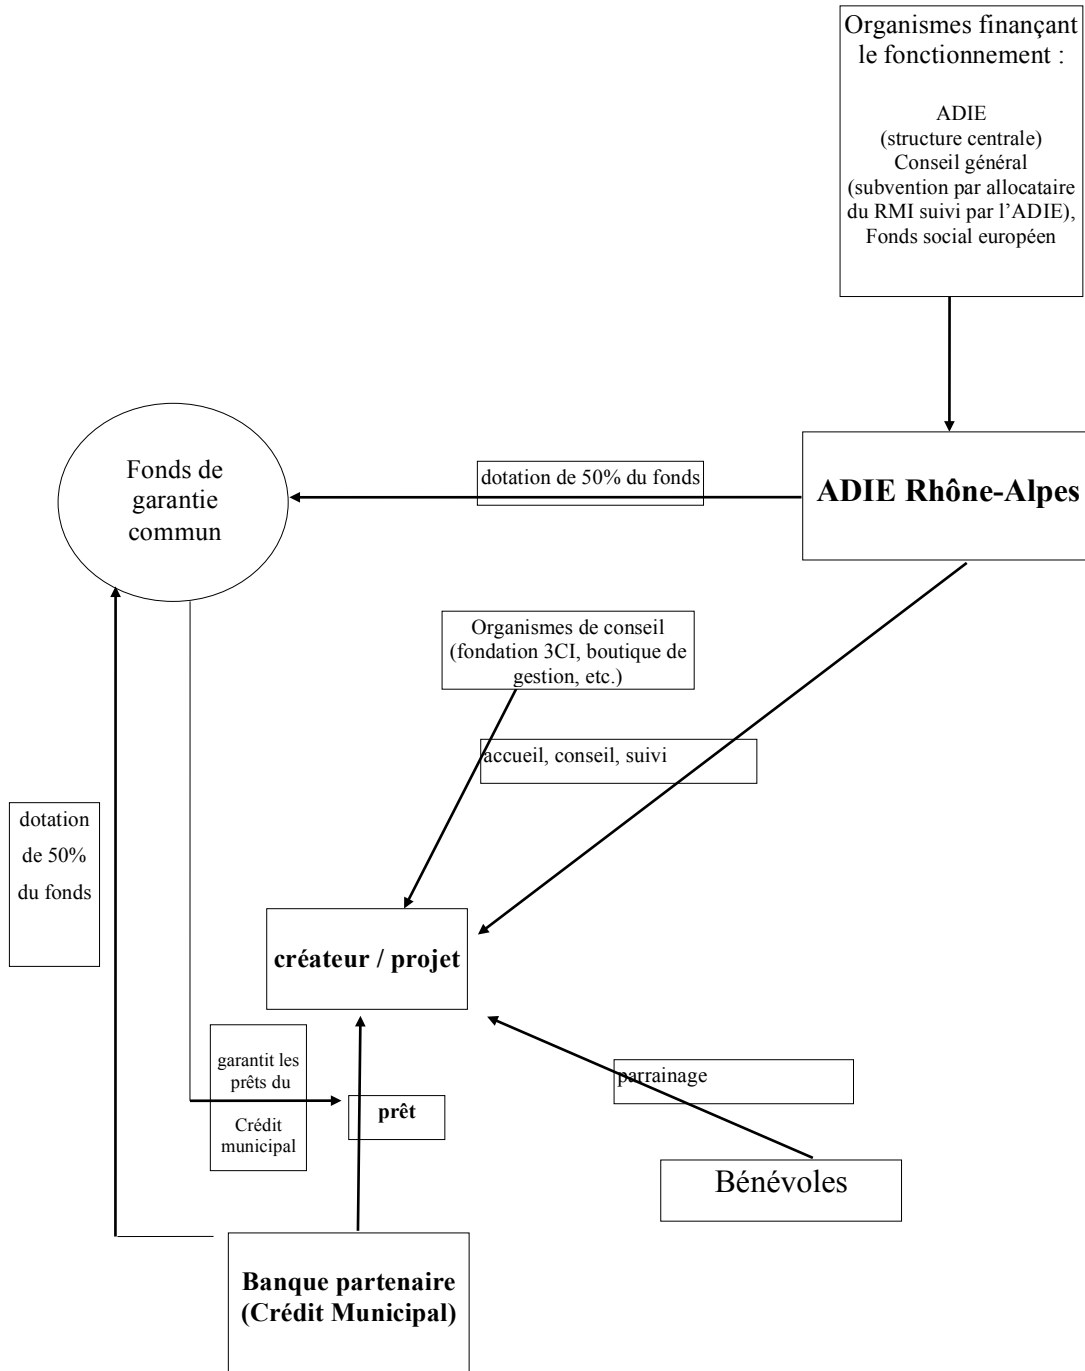 Organismes finançant
le fonctionnement :
ADIE
(structure centrale)
Conseil général
(subvention par allocataire
du RMI suivi par l’ADIE),
Fonds social européen
Fonds de
garantie
commun
dotation de 50% du fonds
ADIE Rhône-Alpes
Organismes de conseil
(fondation 3CI, boutique de
gestion, etc.)
accueil, conseil, suivi
dotation
de 50%
du fonds
créateur / projet
garantit les
prêts du
Crédit
municipal
prêt
parrainage
Bénévoles
Banque partenaire
(Crédit Municipal)